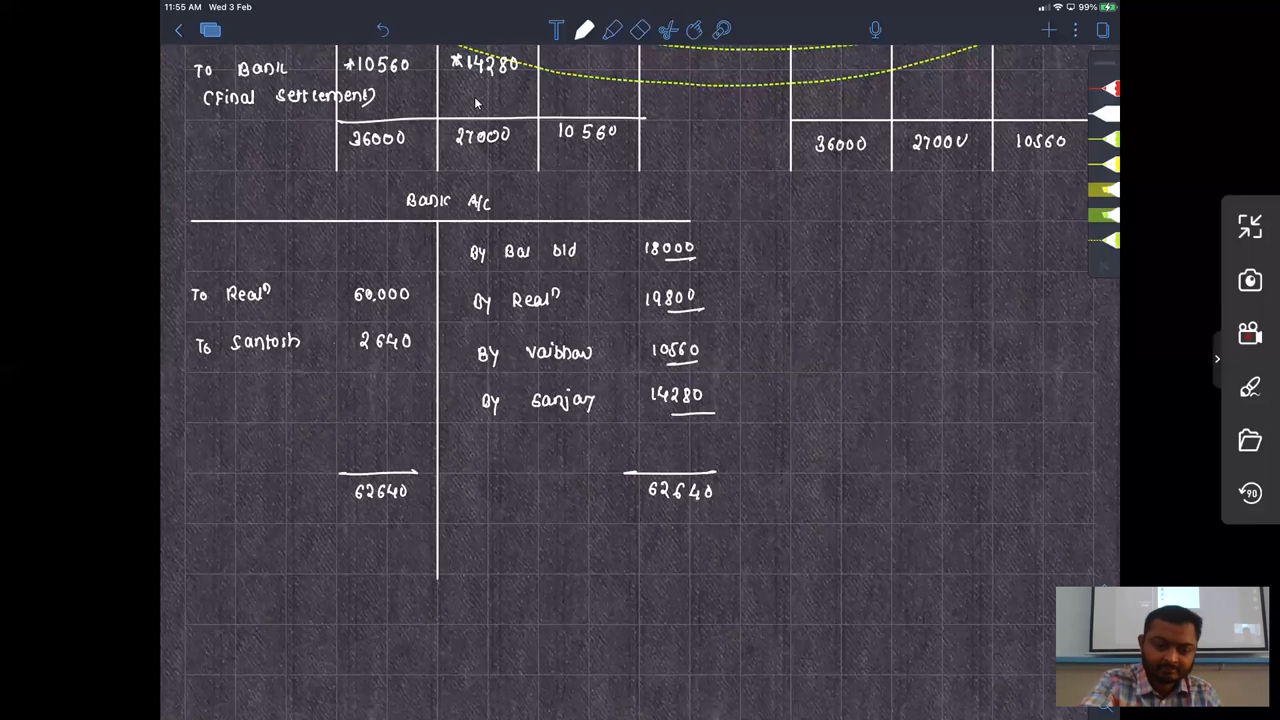 11:55 AM Wed 3 Feb
99%
To Bank *10560 *14280
(Final Settlement)
36000 27000 10560 36000 27000 10560
Bank A/c
By Bal b/d 18000
To Realn 60,000 By Realn 19800
To Santosh 2640 By Vaibhav 10560
By Sanjay 14280
62640 62640
90